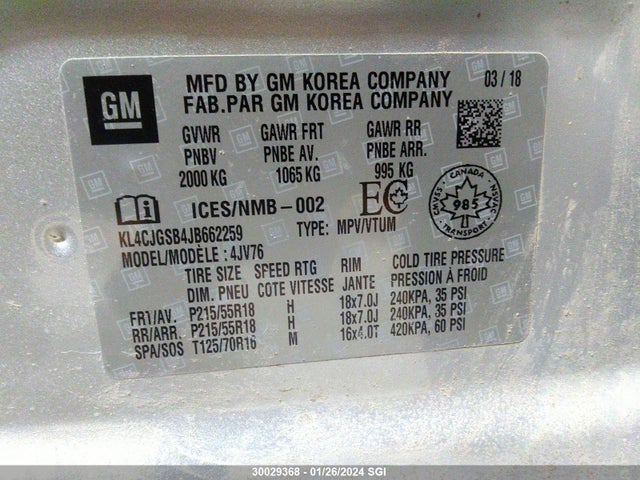 GM
MFD BY GM KOREA COMPANY 03/18
FAB.PAR GM KOREA COMPANY
GVWR GAWR FRT GAWR RR
PNBV PNBE AV. PNBE ARR.
2000 KG 1065 KG 995 KG
ICES/NMB-002 EC
CANADA
CMVSS 985 NSVAC
KL4CJGSB4JB662259 TYPE: MPV/VTUM
MODEL/MODÈLE : 4JV76
TIRE SIZE SPEED RTG RIM COLD TIRE PRESSURE
DIM. PNEU COTE VITESSE JANTE PRESSION À FROID
FR1/AV. P215/55R18 H 18x7.0J 240KPA, 35 PSI
RR/ARR. P215/55R18 H 18x7.0J 240KPA, 35 PSI
SPA/SOS T125/70R16 M 16x4.0T 420KPA, 60 PSI
30029368 - 01/26/2024 SGI